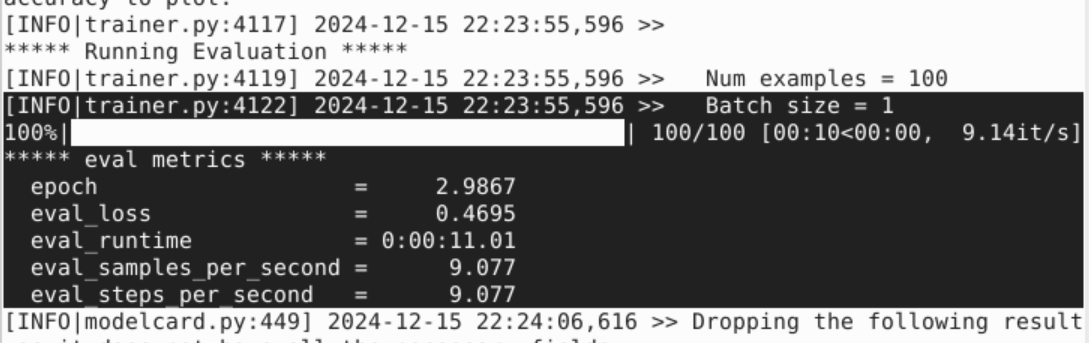 accuracy to plot.
[INFO|trainer.py:4117] 2024-12-15 22:23:55,596 >>
***** Running Evaluation *****
[INFO|trainer.py:4119] 2024-12-15 22:23:55,596 >>   Num examples = 100
[INFO|trainer.py:4122] 2024-12-15 22:23:55,596 >>   Batch size = 1
100%| | 100/100 [00:10<00:00,  9.14it/s]
***** eval metrics *****
  epoch                   =     2.9867
  eval_loss               =     0.4695
  eval_runtime            = 0:00:11.01
  eval_samples_per_second =      9.077
  eval_steps_per_second   =      9.077
[INFO|modelcard.py:449] 2024-12-15 22:24:06,616 >> Dropping the following result